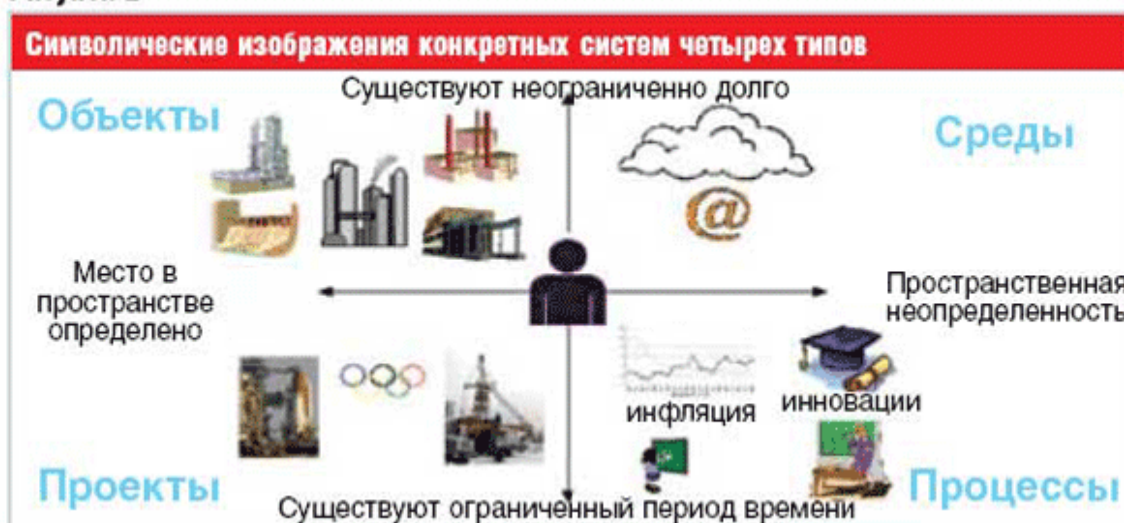 Символические изображения конкретных систем четырех типов
Существуют неограниченно долго
Объекты
Среды
@
Место в
пространстве
определено
Пространственная
неопределенность
инфляция
инновации
Проекты
Процессы
Существуют ограниченный период времени